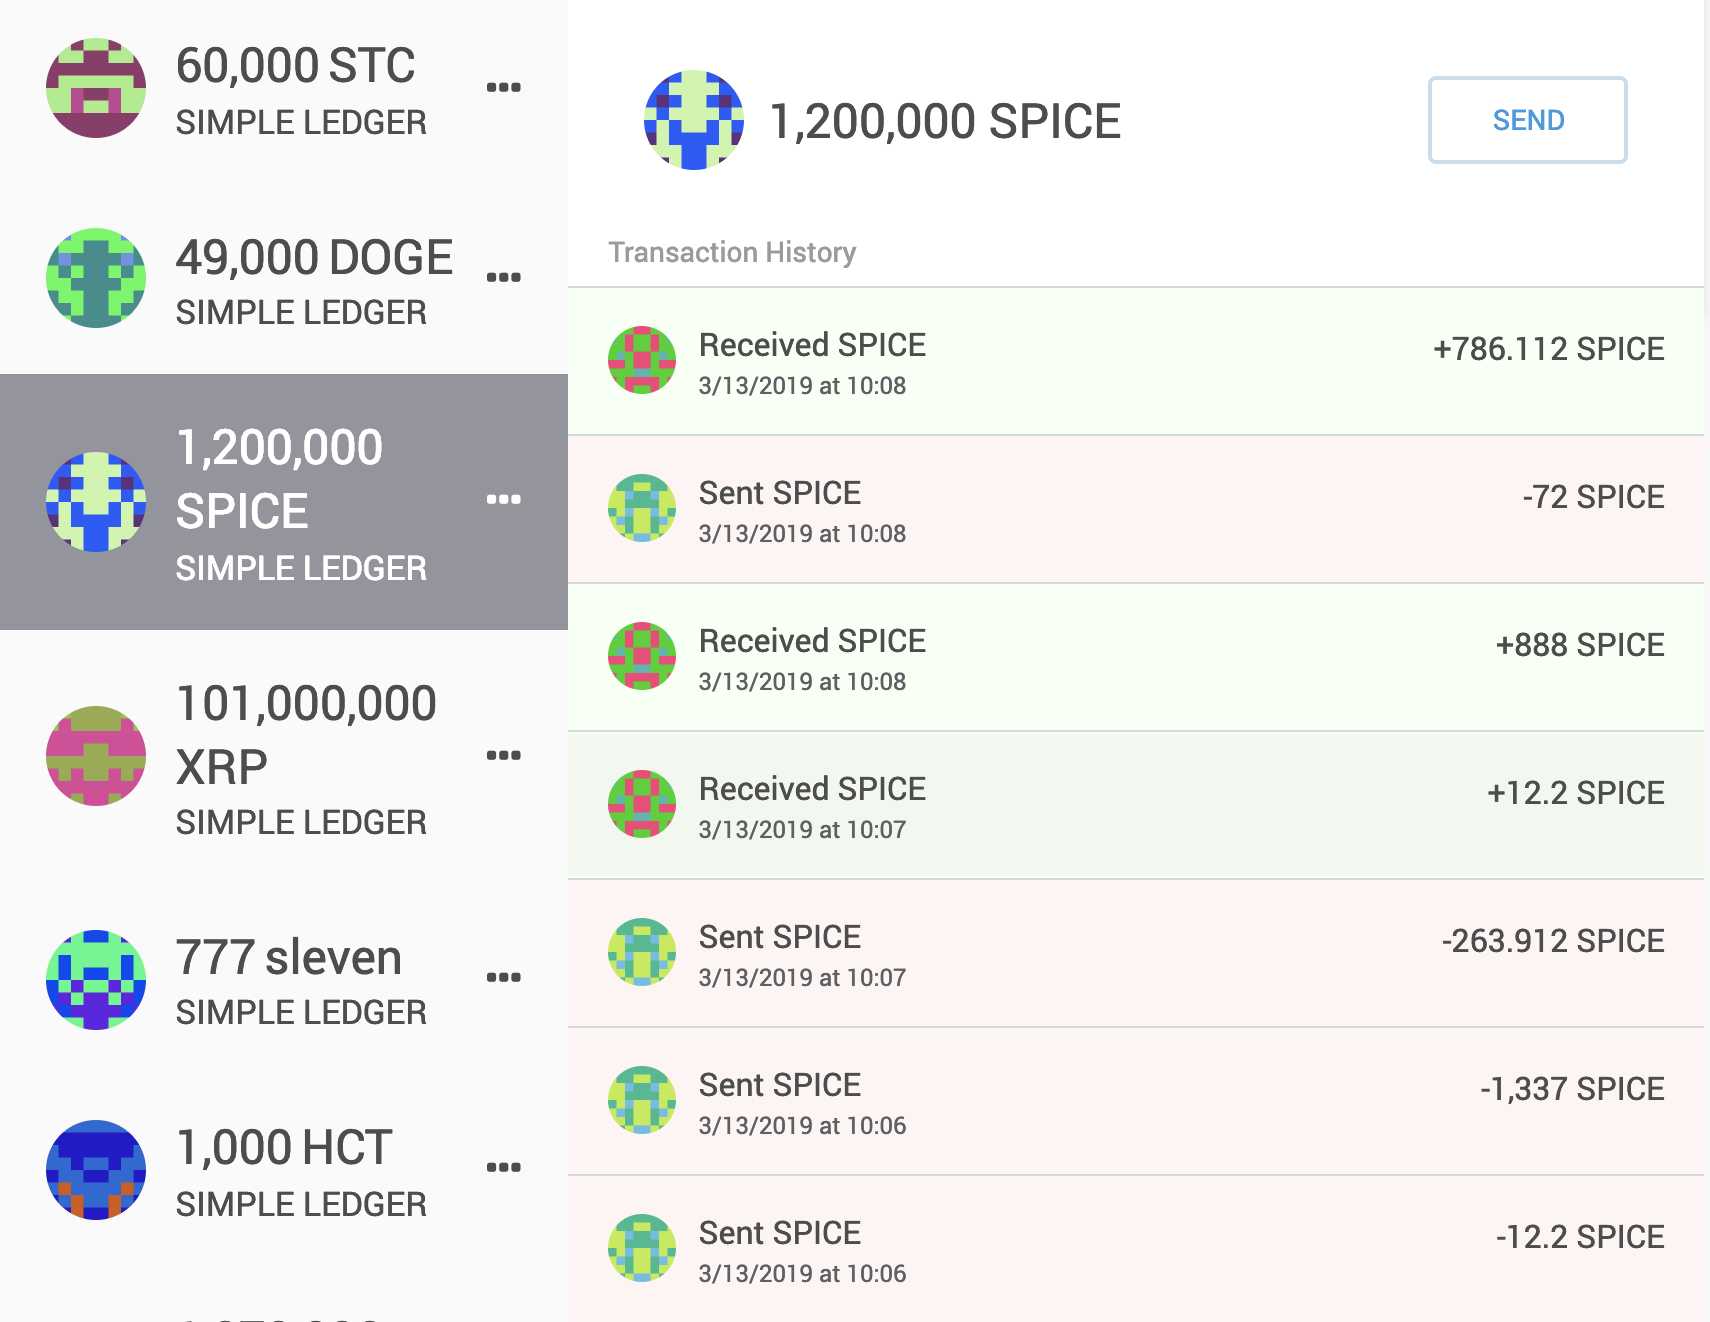 60,000 STC
SIMPLE LEDGER
49,000 DOGE
SIMPLE LEDGER
1,200,000
SPICE
SIMPLE LEDGER
101,000,000
XRP
SIMPLE LEDGER
777 sleven
SIMPLE LEDGER
1,000 HCT
SIMPLE LEDGER
1,200,000 SPICE
SEND
Transaction History
Received SPICE
+786.112 SPICE
3/13/2019 at 10:08
Sent SPICE
-72 SPICE
3/13/2019 at 10:08
Received SPICE
+888 SPICE
3/13/2019 at 10:08
Received SPICE
+12.2 SPICE
3/13/2019 at 10:07
Sent SPICE
-263.912 SPICE
3/13/2019 at 10:07
Sent SPICE
-1,337 SPICE
3/13/2019 at 10:06
Sent SPICE
-12.2 SPICE
3/13/2019 at 10:06